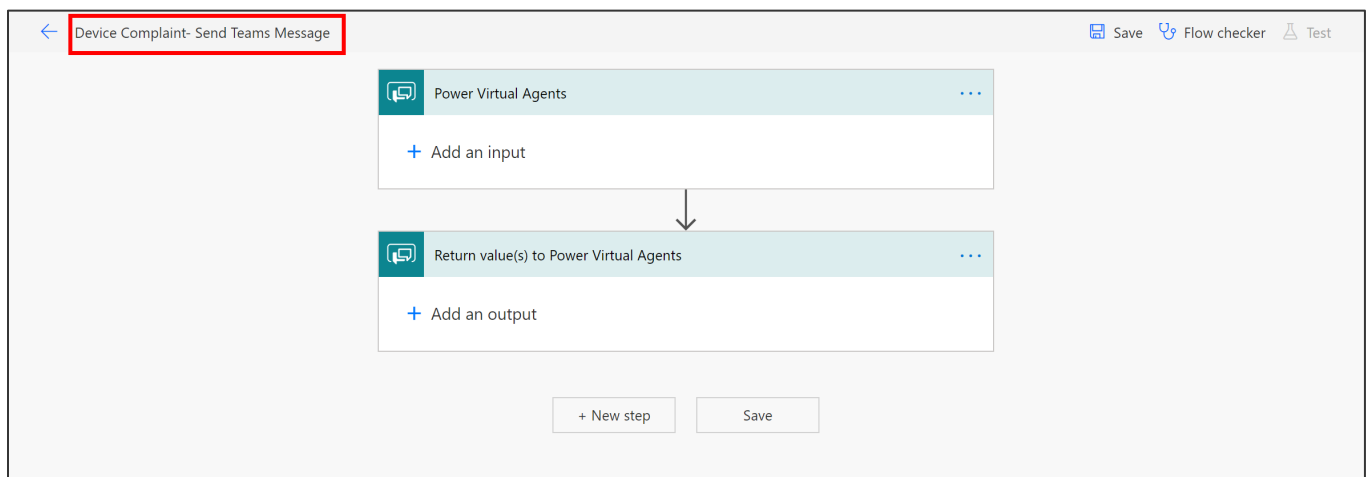 Device Complaint- Send Teams Message
Save
Flow checker
Test
Power Virtual Agents
+ Add an input
Return value(s) to Power Virtual Agents
+ Add an output
+ New step
Save